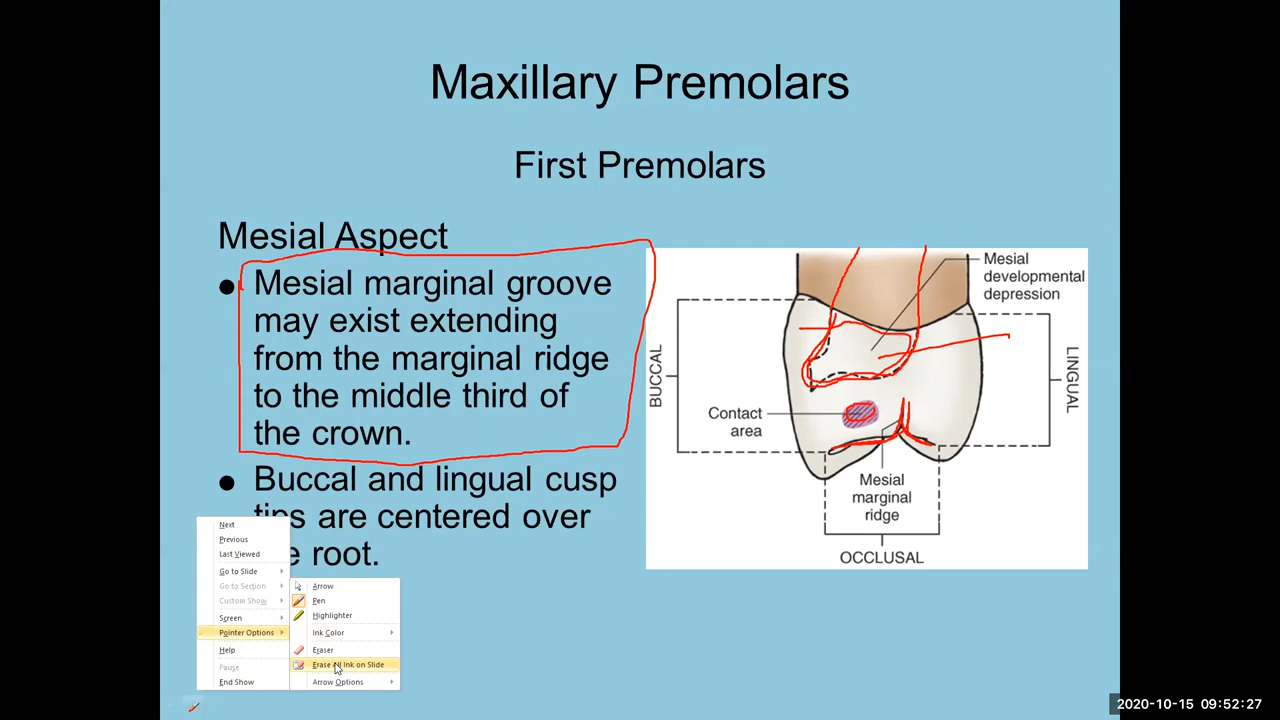 Maxillary Premolars
First Premolars
Mesial Aspect
● Mesial marginal groove
may exist extending
from the marginal ridge
to the middle third of
the crown.
● Buccal and lingual cusp
tips are centered over
root.
Mesial
developmental
depression
BUCCAL
LINGUAL
Contact
area
Mesial
marginal
ridge
OCCLUSAL
Next
Previous
Last Viewed
Go to Slide
Go to Section
Custom Show
Screen
Pointer Options
Help
Pause
End Show
Arrow
Pen
Highlighter
Ink Color
Eraser
Erase All Ink on Slide
Arrow Options
2020-10-15 09:52:27